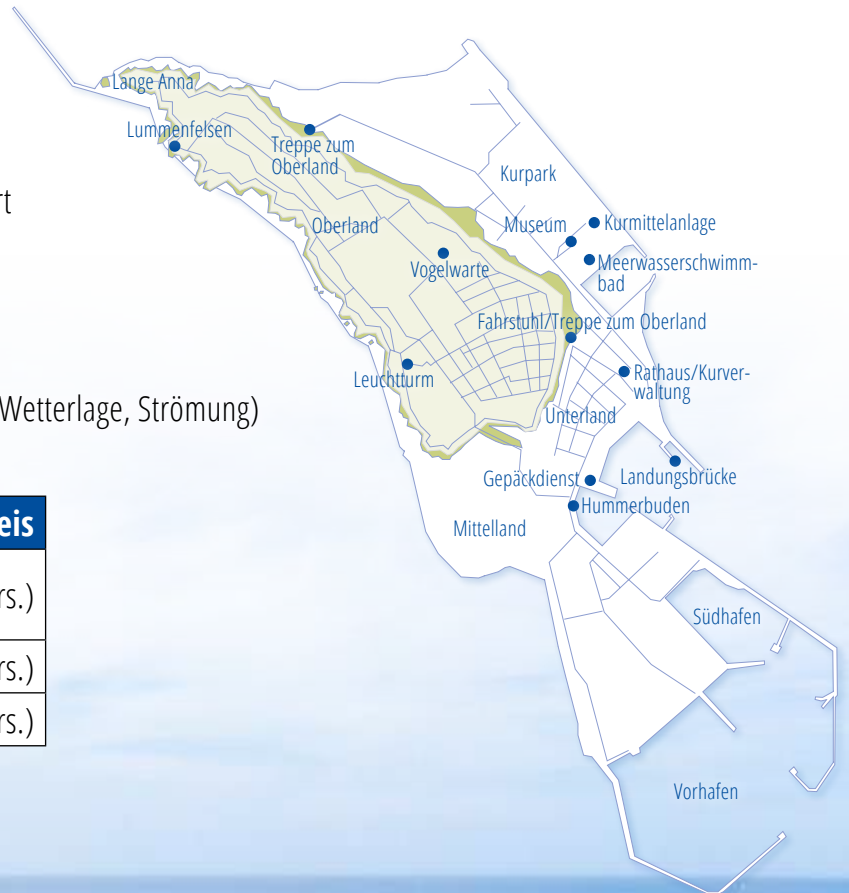 Lange Anna
Lummenfelsen
Treppe zum
Oberland
Kurpark
Oberland
Museum
Kurmittelanlage
Vogelwarte
Meerwasserschwimm-
bad
Fahrstuhl/Treppe zum Oberland
Leuchtturm
Rathaus/Kurver-
waltung
Unterland
Wetterlage, Strömung)
Gepäckdienst
Landungsbrücke
Hummerbuden
Mittelland
eis
rs.)
rs.)
rs.)
Südhafen
Vorhafen
rt